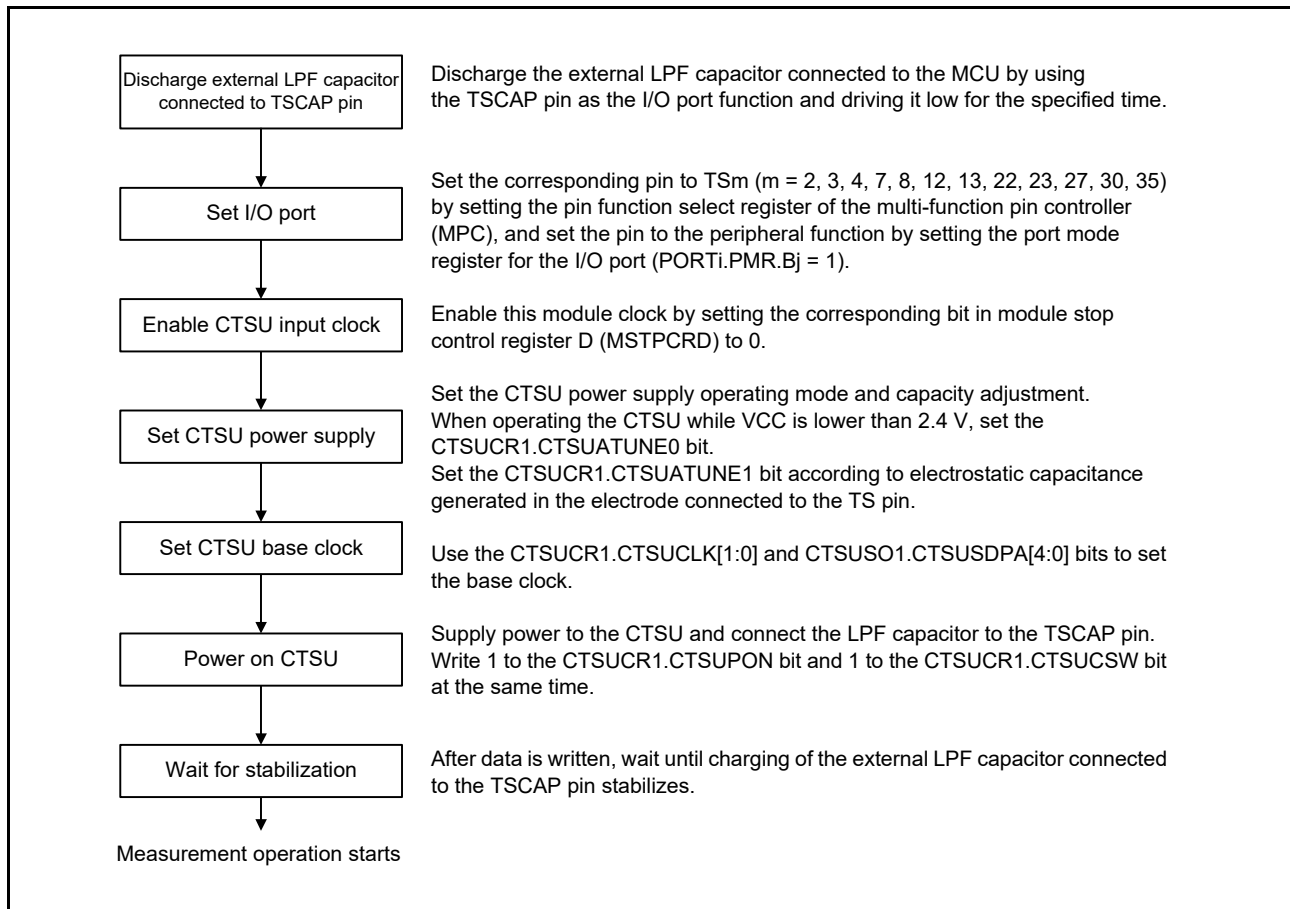 Discharge external LPF capacitor
connected to TSCAP pin
Discharge the external LPF capacitor connected to the MCU by using
the TSCAP pin as the I/O port function and driving it low for the specified time.
Set I/O port
Set the corresponding pin to TSm (m = 2, 3, 4, 7, 8, 12, 13, 22, 23, 27, 30, 35)
by setting the pin function select register of the multi-function pin controller
(MPC), and set the pin to the peripheral function by setting the port mode
register for the I/O port (PORTi.PMR.Bj = 1).
Enable CTSU input clock
Enable this module clock by setting the corresponding bit in module stop
control register D (MSTPCRD) to 0.
Set CTSU power supply
Set the CTSU power supply operating mode and capacity adjustment.
When operating the CTSU while VCC is lower than 2.4 V, set the
CTSUCR1.CTSUATUNE0 bit.
Set the CTSUCR1.CTSUATUNE1 bit according to electrostatic capacitance
generated in the electrode connected to the TS pin.
Set CTSU base clock
Use the CTSUCR1.CTSUCLK[1:0] and CTSUSO1.CTSUSDPA[4:0] bits to set
the base clock.
Power on CTSU
Supply power to the CTSU and connect the LPF capacitor to the TSCAP pin.
Write 1 to the CTSUCR1.CTSUPON bit and 1 to the CTSUCR1.CTSUCSW bit
at the same time.
Wait for stabilization
After data is written, wait until charging of the external LPF capacitor connected
to the TSCAP pin stabilizes.
Measurement operation starts